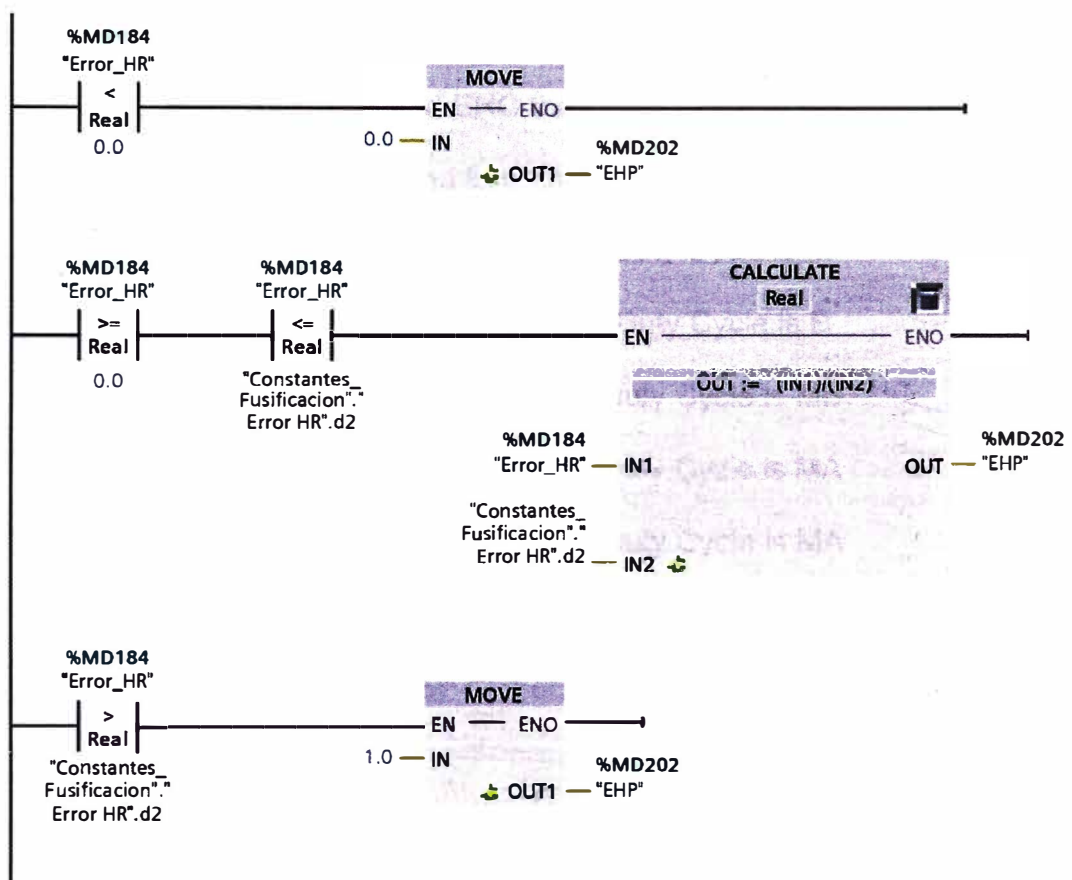 %MD184
"Error_HR"
<
Real
0.0
MOVE
EN
ENO
0.0
IN
OUT1
%MD202
"EHP"
%MD184
"Error_HR"
>=
Real
0.0
%MD184
"Error_HR"
<=
Real
"Constantes_
Fusificacion"."
Error HR".d2
CALCULATE
Real
EN
ENO
OUT := (IN1)/(IN2)
%MD184
"Error_HR"
IN1
OUT
%MD202
"EHP"
"Constantes_
Fusificacion"."
Error HR".d2
IN2
%MD184
"Error_HR"
>
Real
"Constantes_
Fusificacion"."
Error HR".d2
MOVE
EN
ENO
1.0
IN
OUT1
%MD202
"EHP"